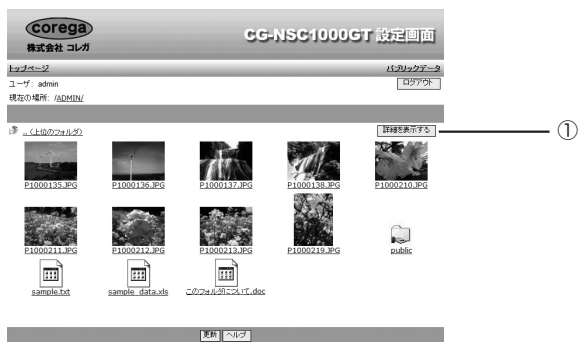 corega
株式会社 コレガ
CG-NSC1000GT 設定画面
トップページ パブリックデータ
ユーザ: admin ログアウト
現在の場所: /ADMIN/
..（上位のフォルダ） 詳細を表示する ①
P1000135.JPG P1000136.JPG P1000137.JPG P1000138.JPG P1000210.JPG
P1000211.JPG P1000212.JPG P1000213.JPG P1000219.JPG public
sample.txt sample_data.xls このフォルダについて.doc
更新 ヘルプ